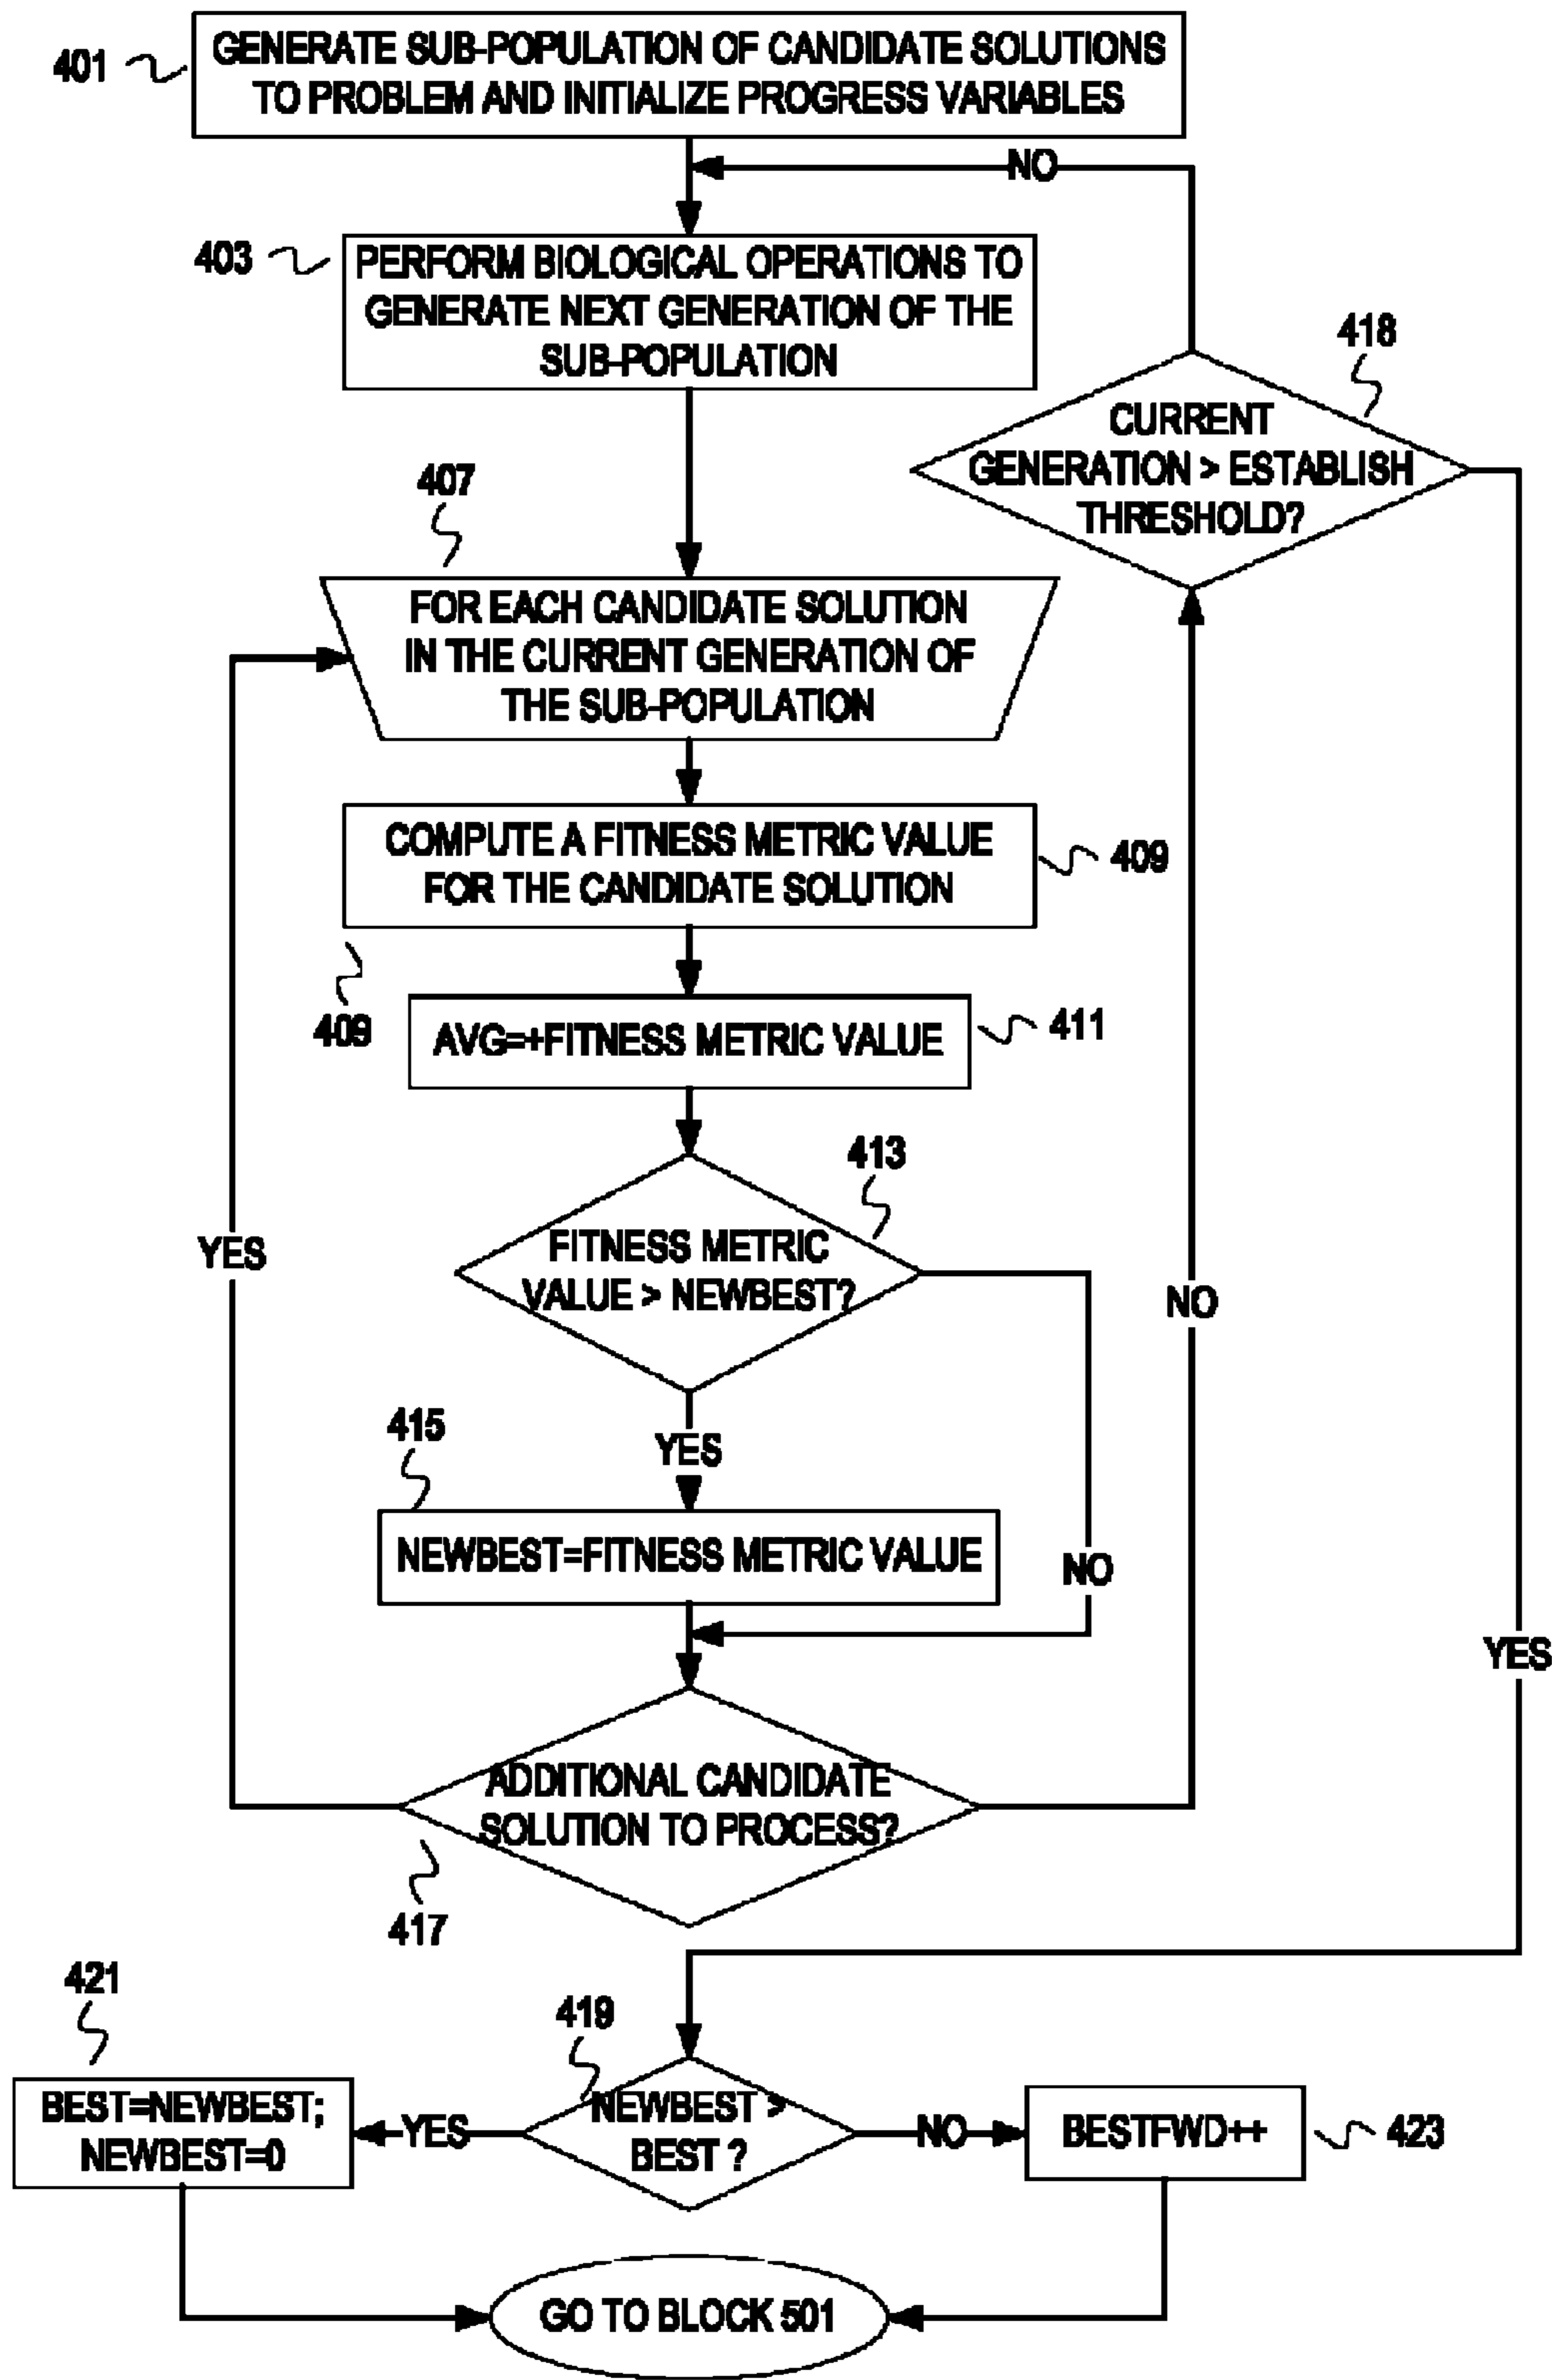 401
GENERATE SUB-POPULATION OF CANDIDATE SOLUTIONS
TO PROBLEM AND INITIALIZE PROGRESS VARIABLES
NO
403
PERFORM BIOLOGICAL OPERATIONS TO
GENERATE NEXT GENERATION OF THE
SUB-POPULATION
418
CURRENT
GENERATION > ESTABLISH
THRESHOLD?
407
FOR EACH CANDIDATE SOLUTION
IN THE CURRENT GENERATION OF
THE SUB-POPULATION
COMPUTE A FITNESS METRIC VALUE
FOR THE CANDIDATE SOLUTION
409
409
AVG=+FITNESS METRIC VALUE
411
413
FITNESS METRIC
VALUE > NEWBEST?
YES
NO
415
YES
NEWBEST=FITNESS METRIC VALUE
NO
YES
ADDITIONAL CANDIDATE
SOLUTION TO PROCESS?
417
421
419
BEST=NEWBEST;
NEWBEST=0
YES
NEWBEST >
BEST ?
NO
BESTFWD++
423
GO TO BLOCK 501